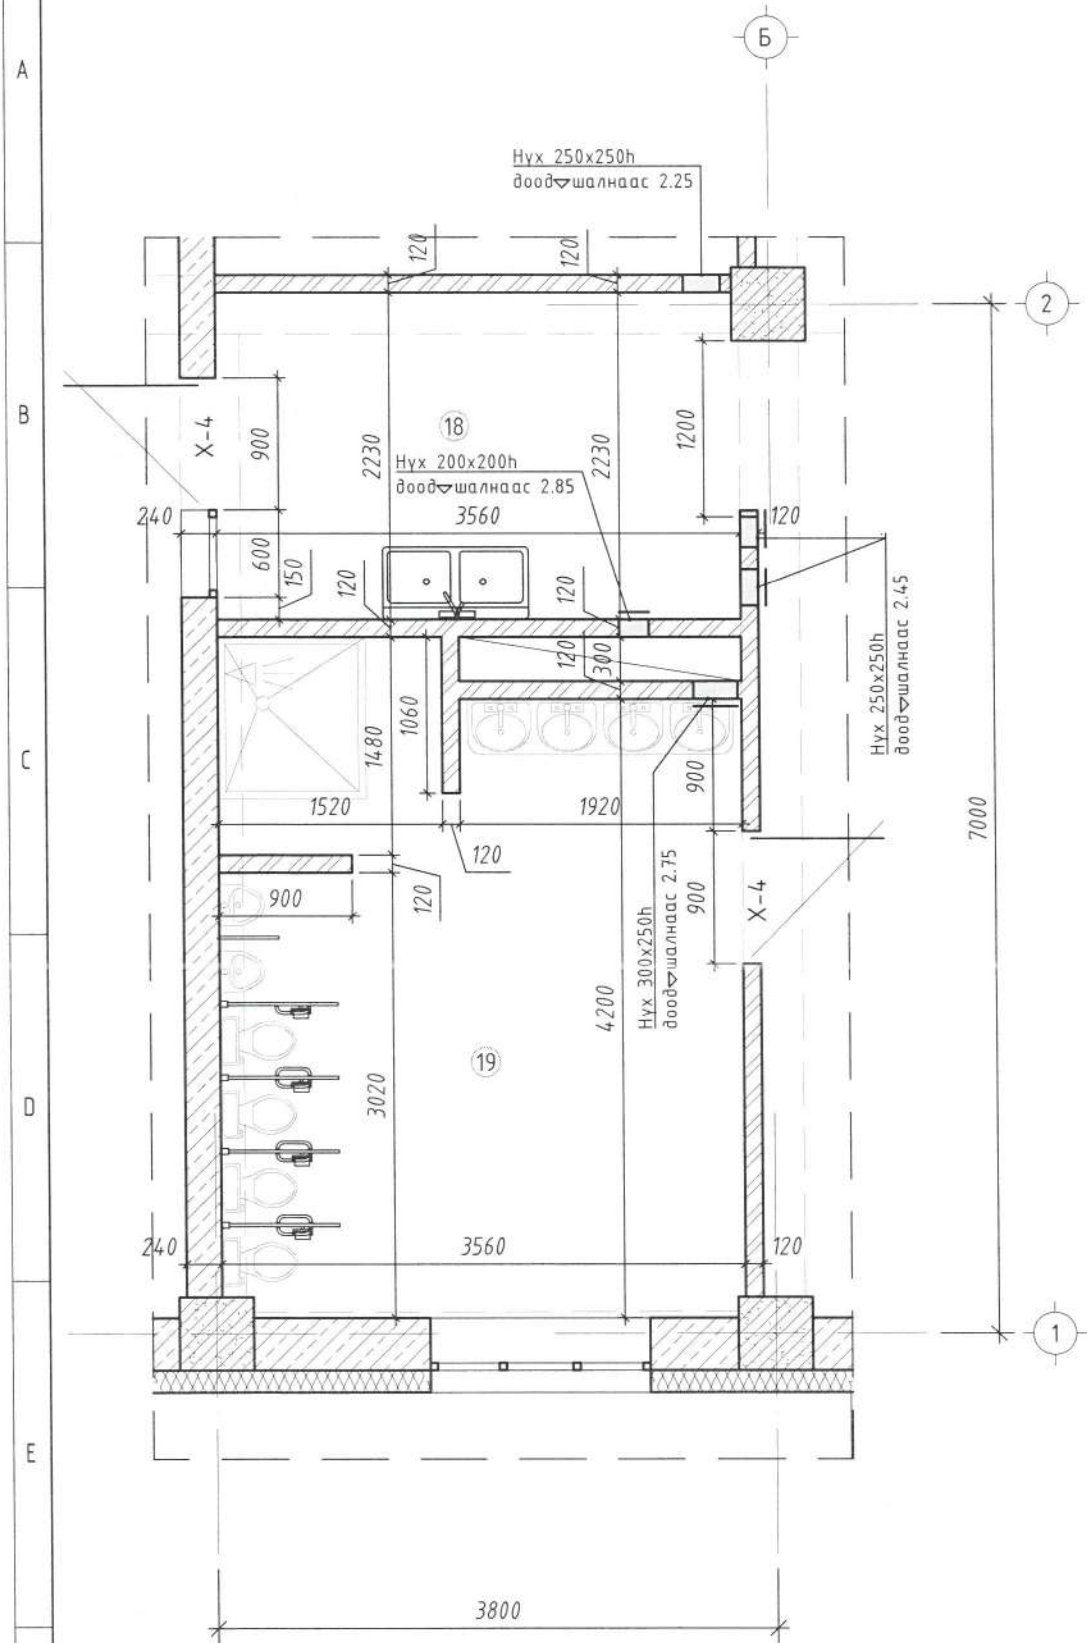 A
Б
Нүх 250x250h
доод▽шалнаас 2.25
120
120
2
B
18
X-4
900
2230
2230
1200
Нүх 200x200h
доод▽шалнаас 2.85
240
3560
120
600
150
120
120
Нүх 250x250h
доод▽шалнаас 2.45
120
300
C
1060
1480
900
1520
1920
7000
120
900
120
Нүх 300x250h
доод▽шалнаас 2.75
900
X-4
4200
3020
19
D
240
3560
120
1
E
3800